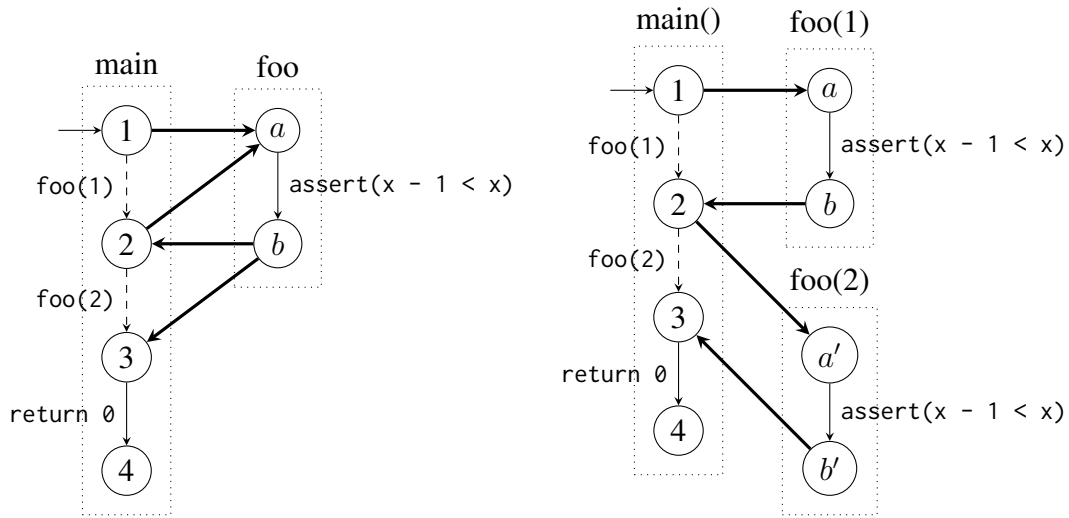 main
foo
1
a
foo(1)
assert(x - 1 < x)
2
b
foo(2)
3
return 0
4
main()
foo(1)
1
a
foo(1)
assert(x - 1 < x)
2
b
foo(2)
foo(2)
3
a′
return 0
assert(x - 1 < x)
4
b′